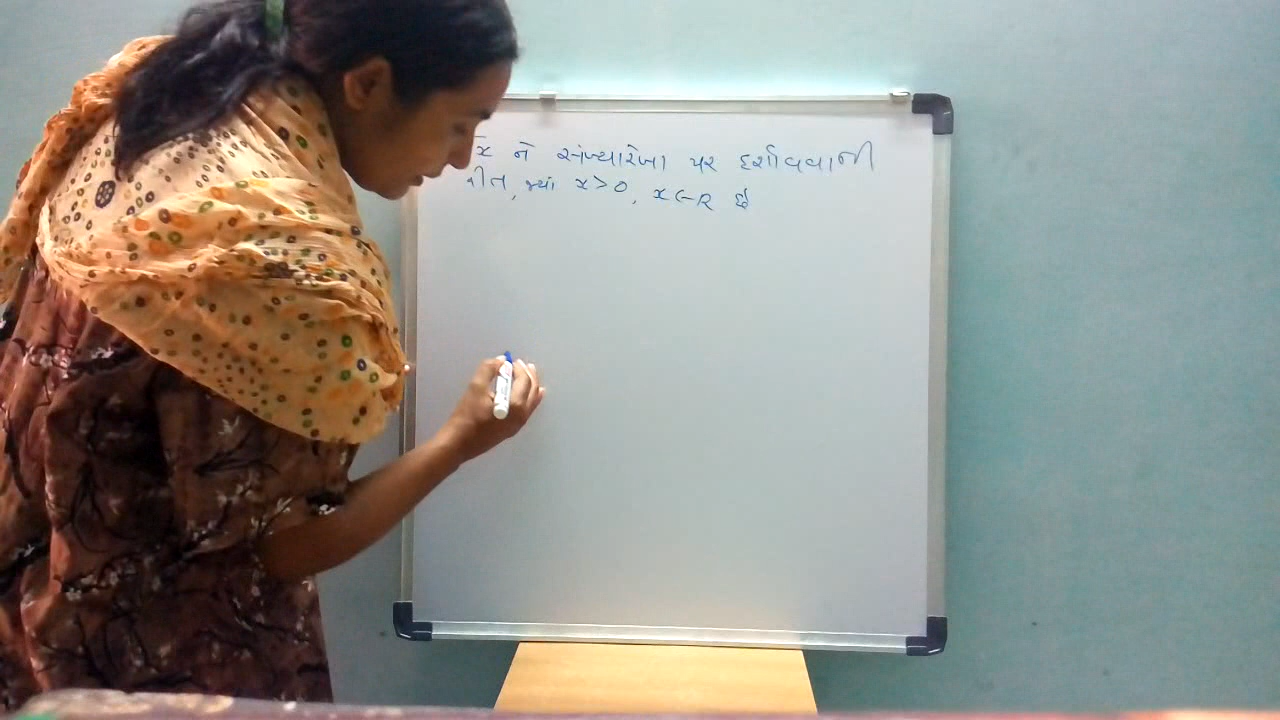 √x ને સંખ્યારેખા પર દર્શાવવાની
રીત, જ્યાં x>0, x∈R છે